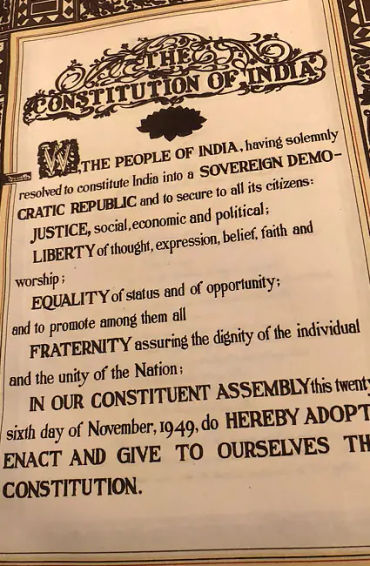 THE
CONSTITUTION OF INDIA
WE, THE PEOPLE OF INDIA, having solemnly
resolved to constitute India into a SOVEREIGN DEMO-
CRATIC REPUBLIC and to secure to all its citizens:
JUSTICE, social, economic and political;
LIBERTY of thought, expression, belief, faith and
worship;
EQUALITY of status and of opportunity;
and to promote among them all
FRATERNITY assuring the dignity of the individual
and the unity of the Nation;
IN OUR CONSTITUENT ASSEMBLY this twenty
sixth day of November, 1949, do HEREBY ADOPT,
ENACT AND GIVE TO OURSELVES TH
CONSTITUTION.